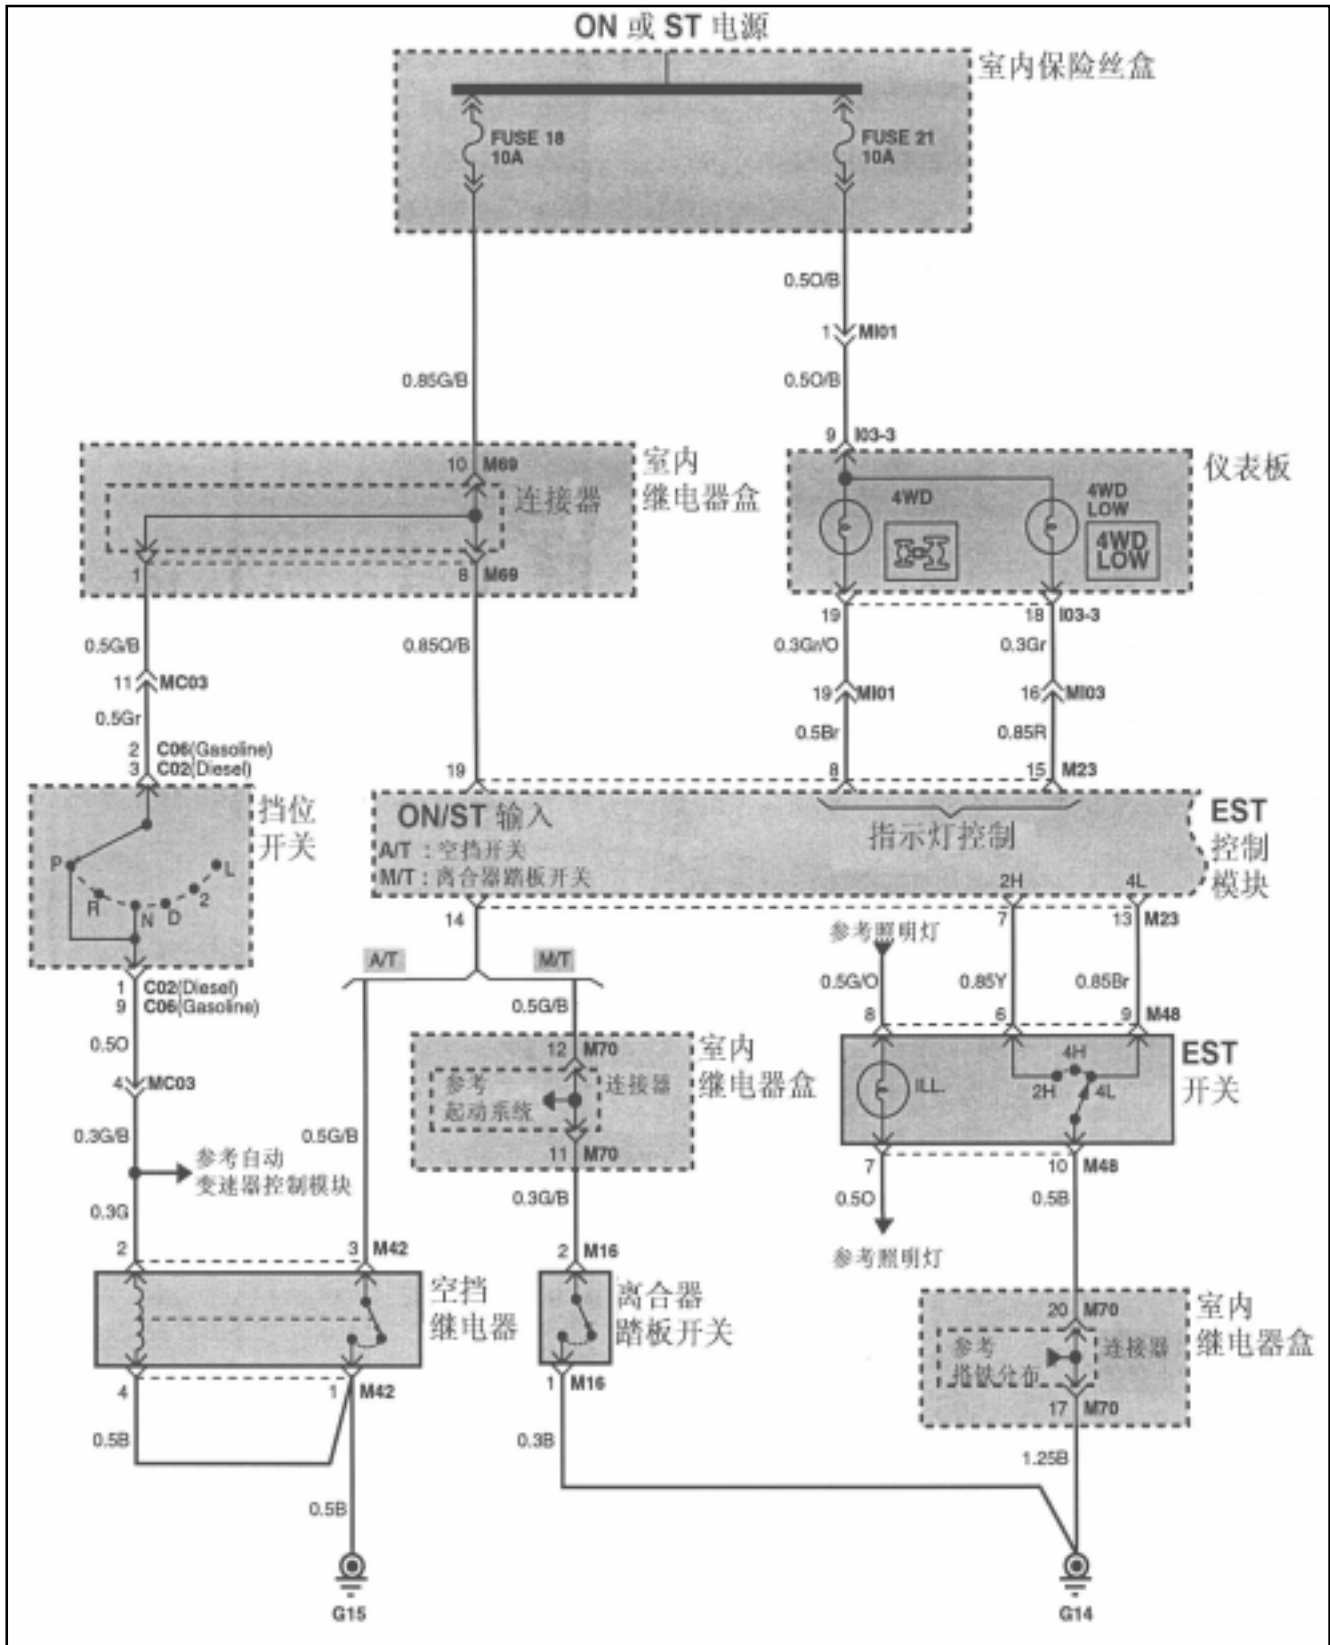 ON 或 ST 电源
室内保险丝盒
FUSE 18
10A
FUSE 21
10A
0.5O/B
1 MI01
0.85G/B
0.5O/B
9 I03-3
10 M69
室内
继电器盒
连接器
1
8 M69
仪表板
4WD
4WD
LOW
4WD
LOW
19
18 I03-3
0.5G/B
0.85O/B
0.3Gr/O
0.3Gr
11 MC03
19 MI01
16 MI03
0.5Gr
0.5Br
0.85R
2 C06(Gasoline)
3 C02(Diesel)
19
8
15 M23
挡位
开关
P
R
N
D
2
L
ON/ST 输入
A/T : 空挡开关
M/T : 离合器踏板开关
指示灯控制
2H
4L
EST
控制
模块
14
7
13 M23
参考照明灯
A/T
M/T
1 C02(Diesel)
9 C06(Gasoline)
0.5G/B
0.5G/O
0.85Y
0.85Br
8
6
9 M48
0.5O
4 MC03
12 M70
室内
继电器盒
参考
起动系统
连接器
11 M70
ILL.
4H
2H
4L
EST
开关
0.3G/B
0.5G/B
参考自动
变速器控制模块
7
10 M48
0.3G
0.3G/B
0.5O
0.5B
参考照明灯
2
3 M42
2 M16
空挡
继电器
离合器
踏板开关
20 M70
室内
继电器盒
参考
搭铁分布
连接器
17 M70
4
1 M42
1 M16
0.5B
0.3B
1.25B
0.5B
G15
G14